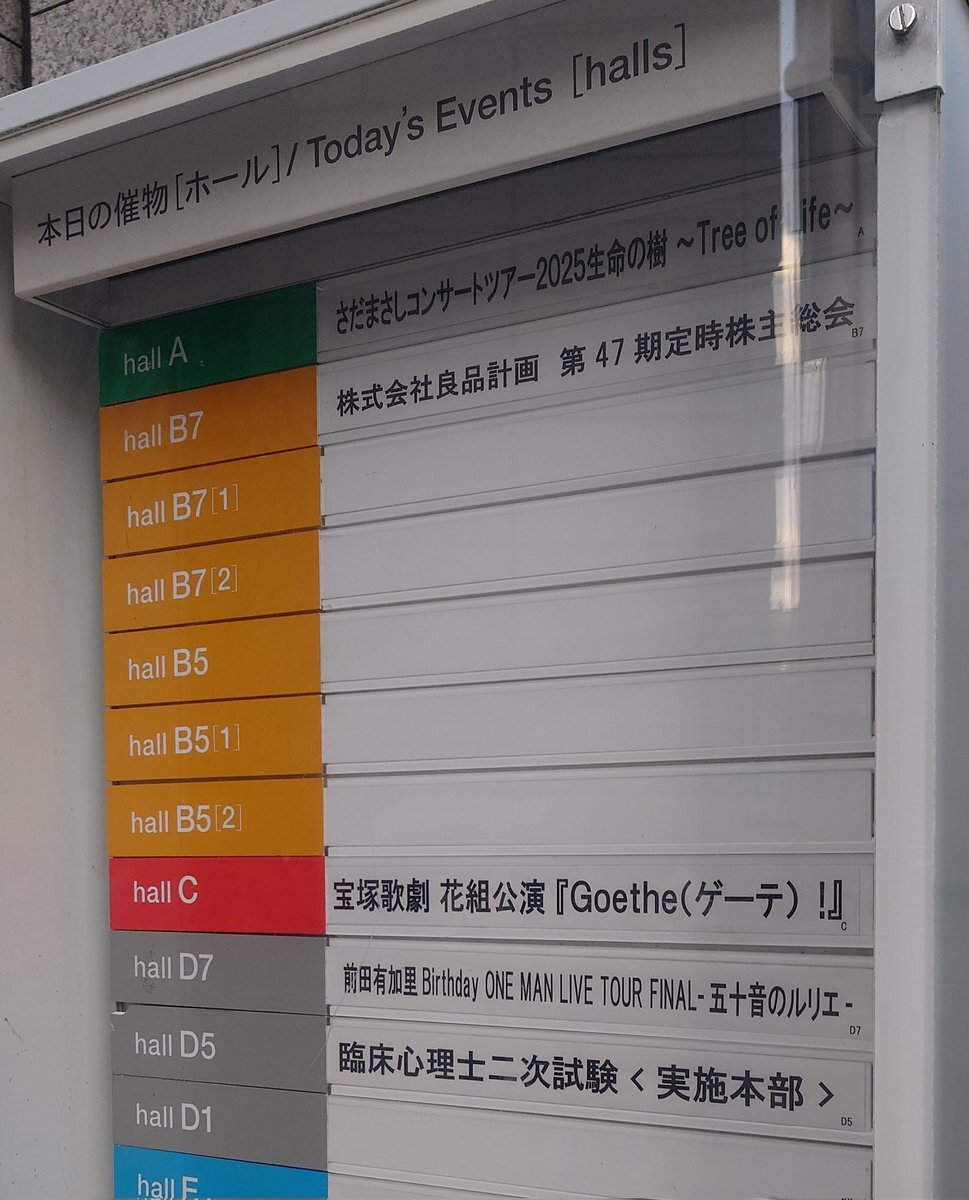 本日の催物[ホール]/ Today's Events [halls]
hall A さだまさしコンサートツアー2025生命の樹 ~Tree of Life~ A
hall B7 株式会社良品計画 第 47 期定時株主総会 B7
hall B7[1]
hall B7[2]
hall B5
hall B5[1]
hall B5[2]
hall C 宝塚歌劇 花組公演『Goethe(ゲーテ) !』 C
hall D7 前田有加里 Birthday ONE MAN LIVE TOUR FINAL- 五十音のルリエ - D7
hall D5 臨床心理士二次試験 < 実施本部 > D5
hall D1
hall E